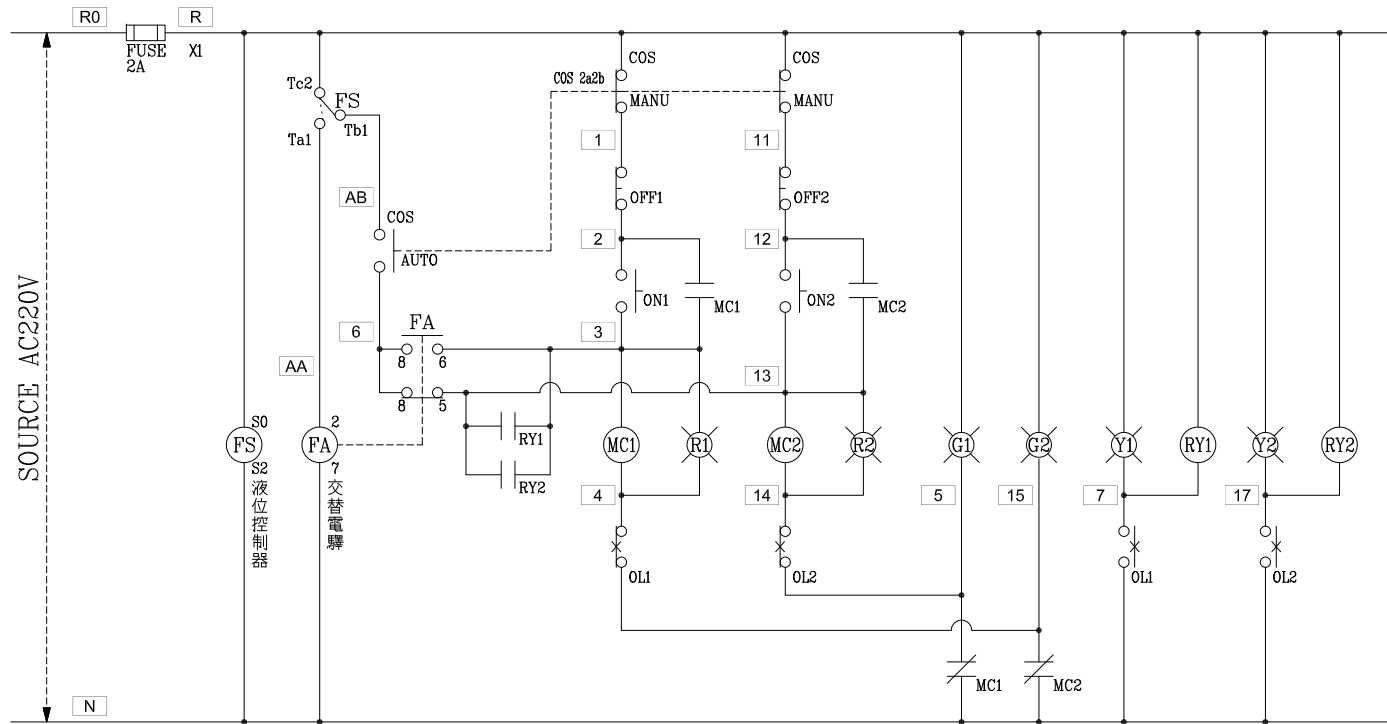 R0
R
FUSE
2A
X1
COS
COS
COS 2a2b
MANU
MANU
Tc2
FS
Tb1
Ta1
1
11
OFF1
OFF2
AB
COS
AUTO
2
12
ON1
MC1
ON2
MC2
SOURCE AC220V
6
FA
3
8
6
AA
13
8
5
S0
2
RY1
FS
FA
MC1
R1
MC2
R2
G1
G2
Y1
RY1
Y2
RY2
S2
7
RY2
液位控制器
交替電驛
4
14
5
15
7
17
OL1
OL2
OL1
OL2
MC1
MC2
N